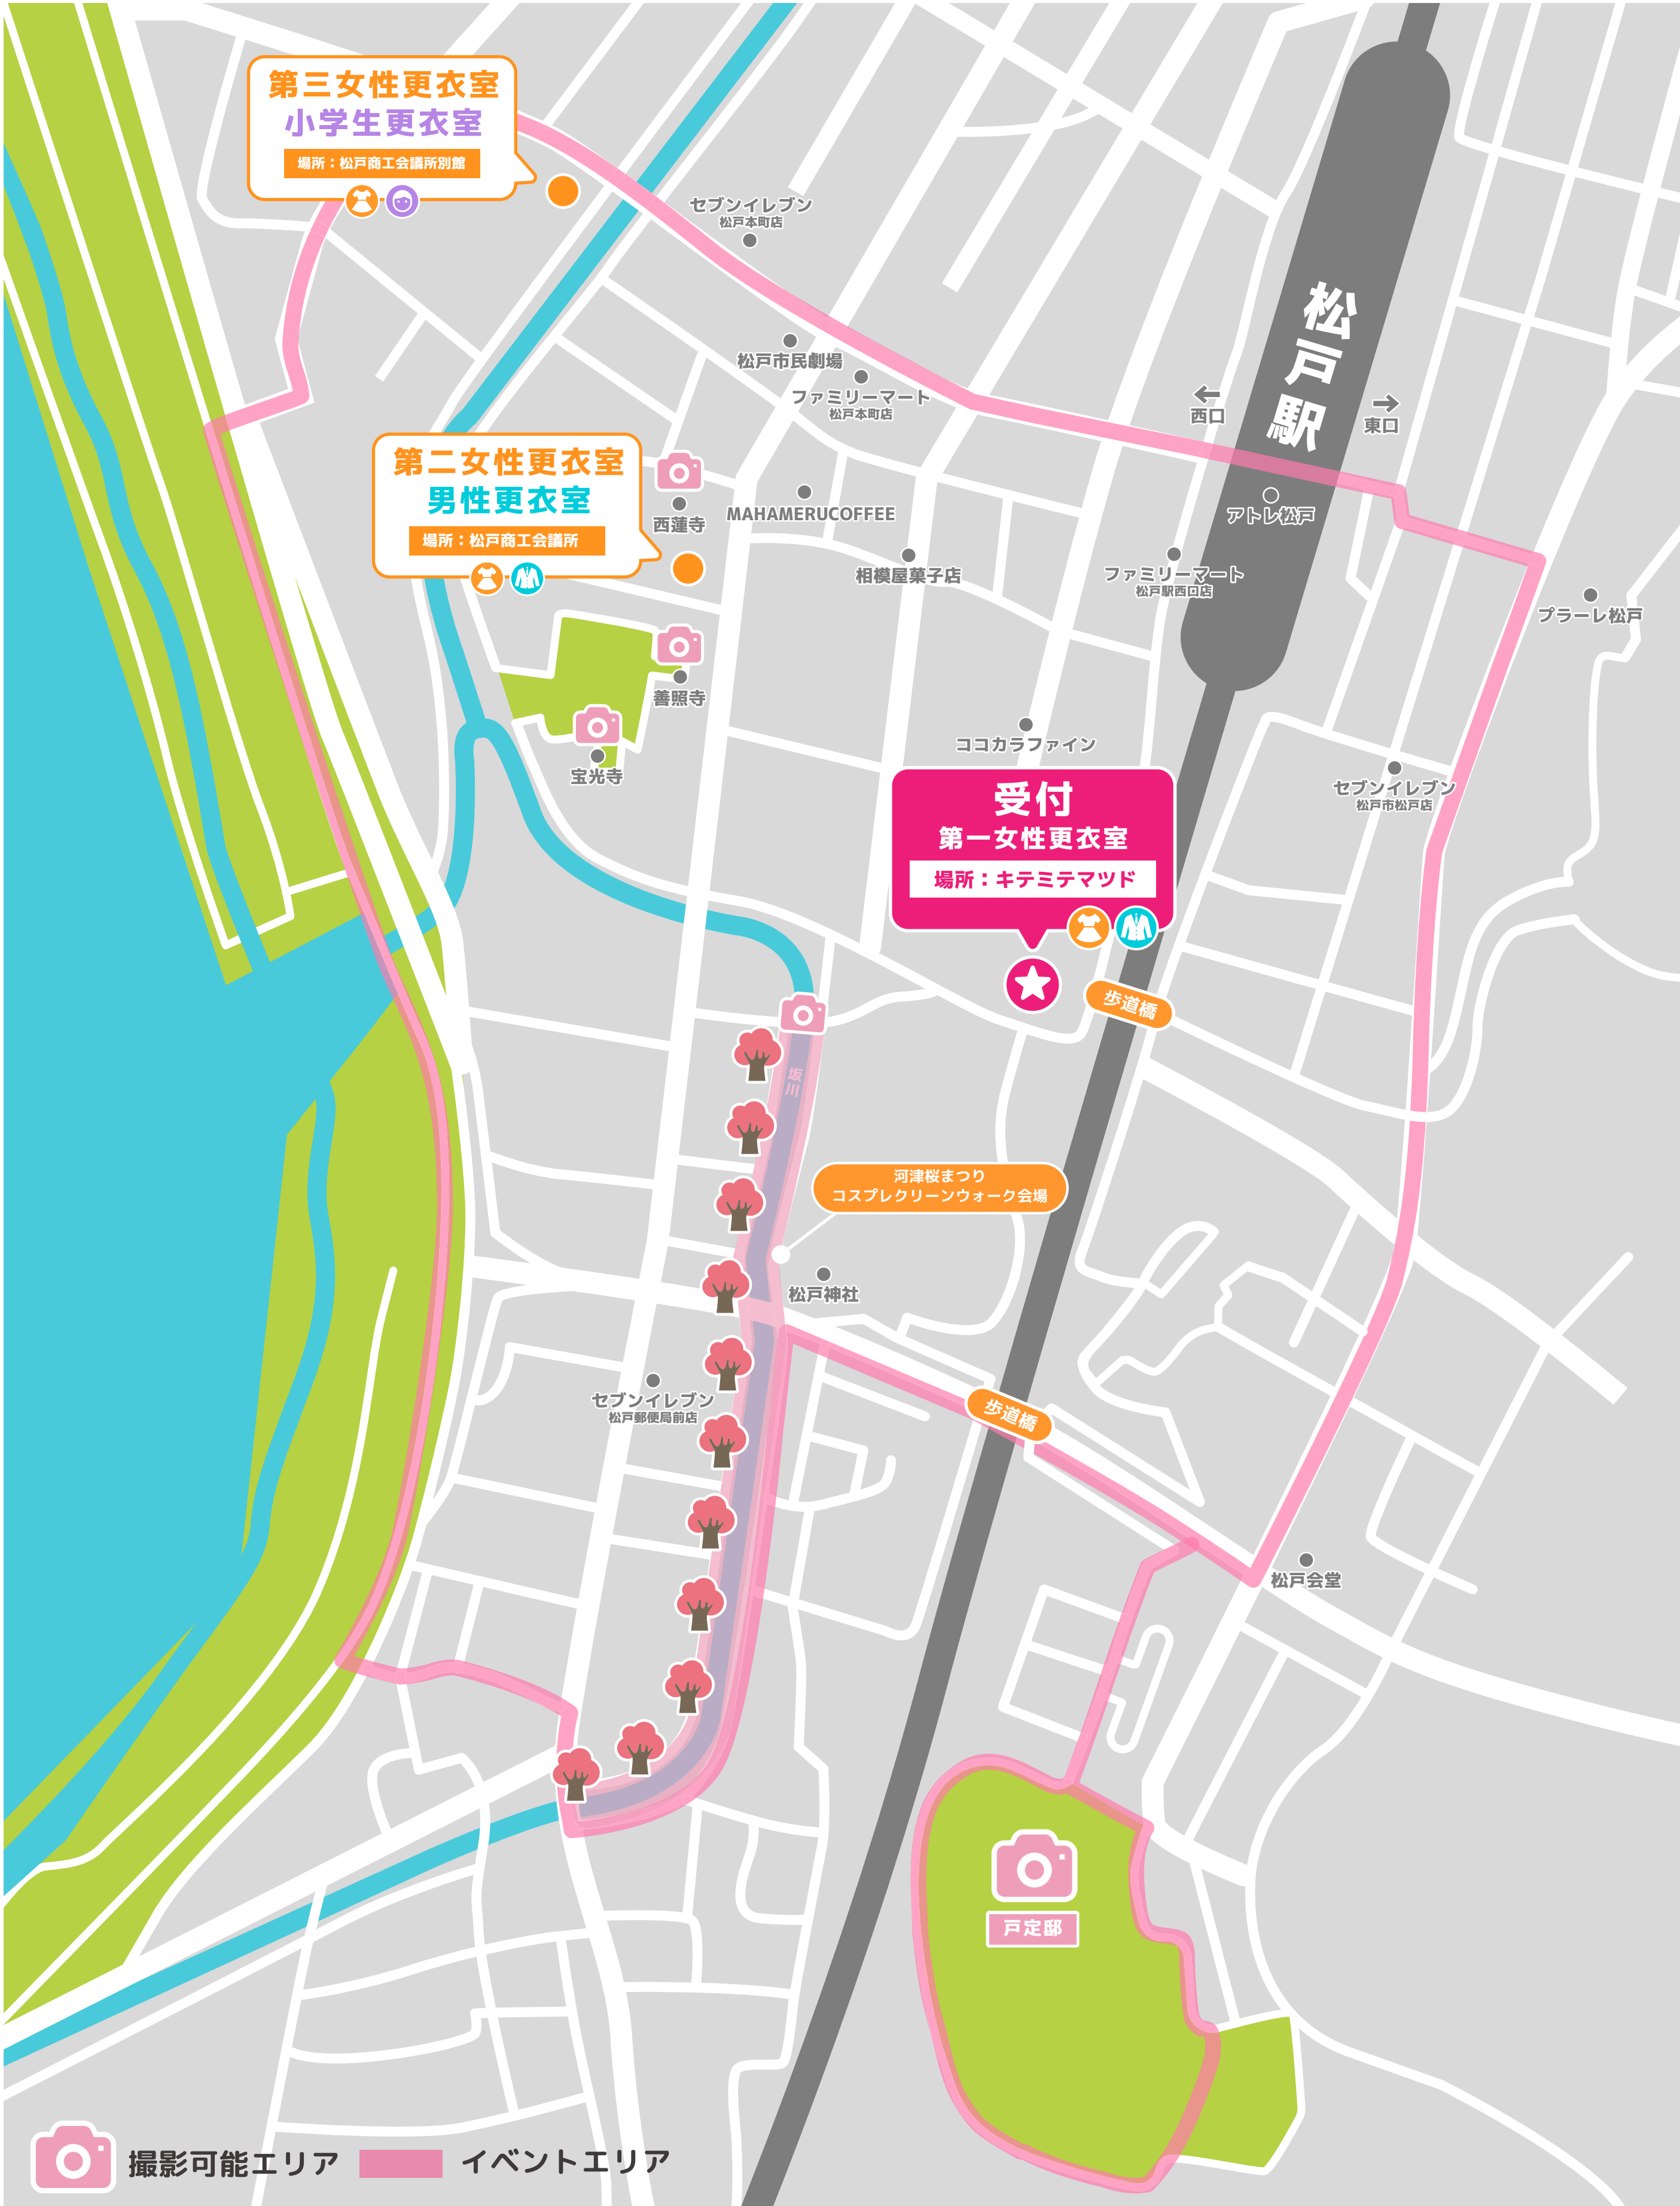 第三女性更衣室
小学生更衣室
場所：松戸商工会議所別館
セブンイレブン
松戸本町店
松戸市民劇場
ファミリーマート
松戸本町店
松戸駅
西口
東口
アトレ松戸
第二女性更衣室
男性更衣室
場所：松戸商工会議所
西蓮寺
MAHAMERUCOFFEE
相模屋菓子店
ファミリーマート
松戸駅西口店
プラーレ松戸
善照寺
宝光寺
ココカラファイン
セブンイレブン
松戸市松戸店
受付
第一女性更衣室
場所：キテミテマツド
歩道橋
坂川
河津桜まつり
コスプレクリーンウォーク会場
松戸神社
セブンイレブン
松戸郵便局前店
歩道橋
松戸会堂
戸定邸
撮影可能エリア
イベントエリア